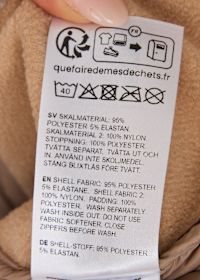 FR
quefairedemesdechets.fr
40
SV SKALMATERIAL: 95%
POLYESTER 5% ELASTAN.
SKALMATERIAL 2: 100% NYLON.
STOPPNING: 100% POLYESTER.
TVÄTTA SEPARAT. TVÄTTA UT OCH
IN. ANVÄND INTE SKÖLJMEDEL.
STÄNG BLIXTLÅS FÖRE TVÄTT.
EN SHELL FABRIC: 95% POLYESTER
5% ELASTANE. SHELL FABRIC 2:
100% NYLON. PADDING: 100%
POLYESTER. WASH SEPARATELY
WASH INSIDE OUT. DO NOT USE
FABRIC SOFTENER. CLOSE
ZIPPERS BEFORE WASH.
DE SHELL-STOFF: 95% POLYESTER